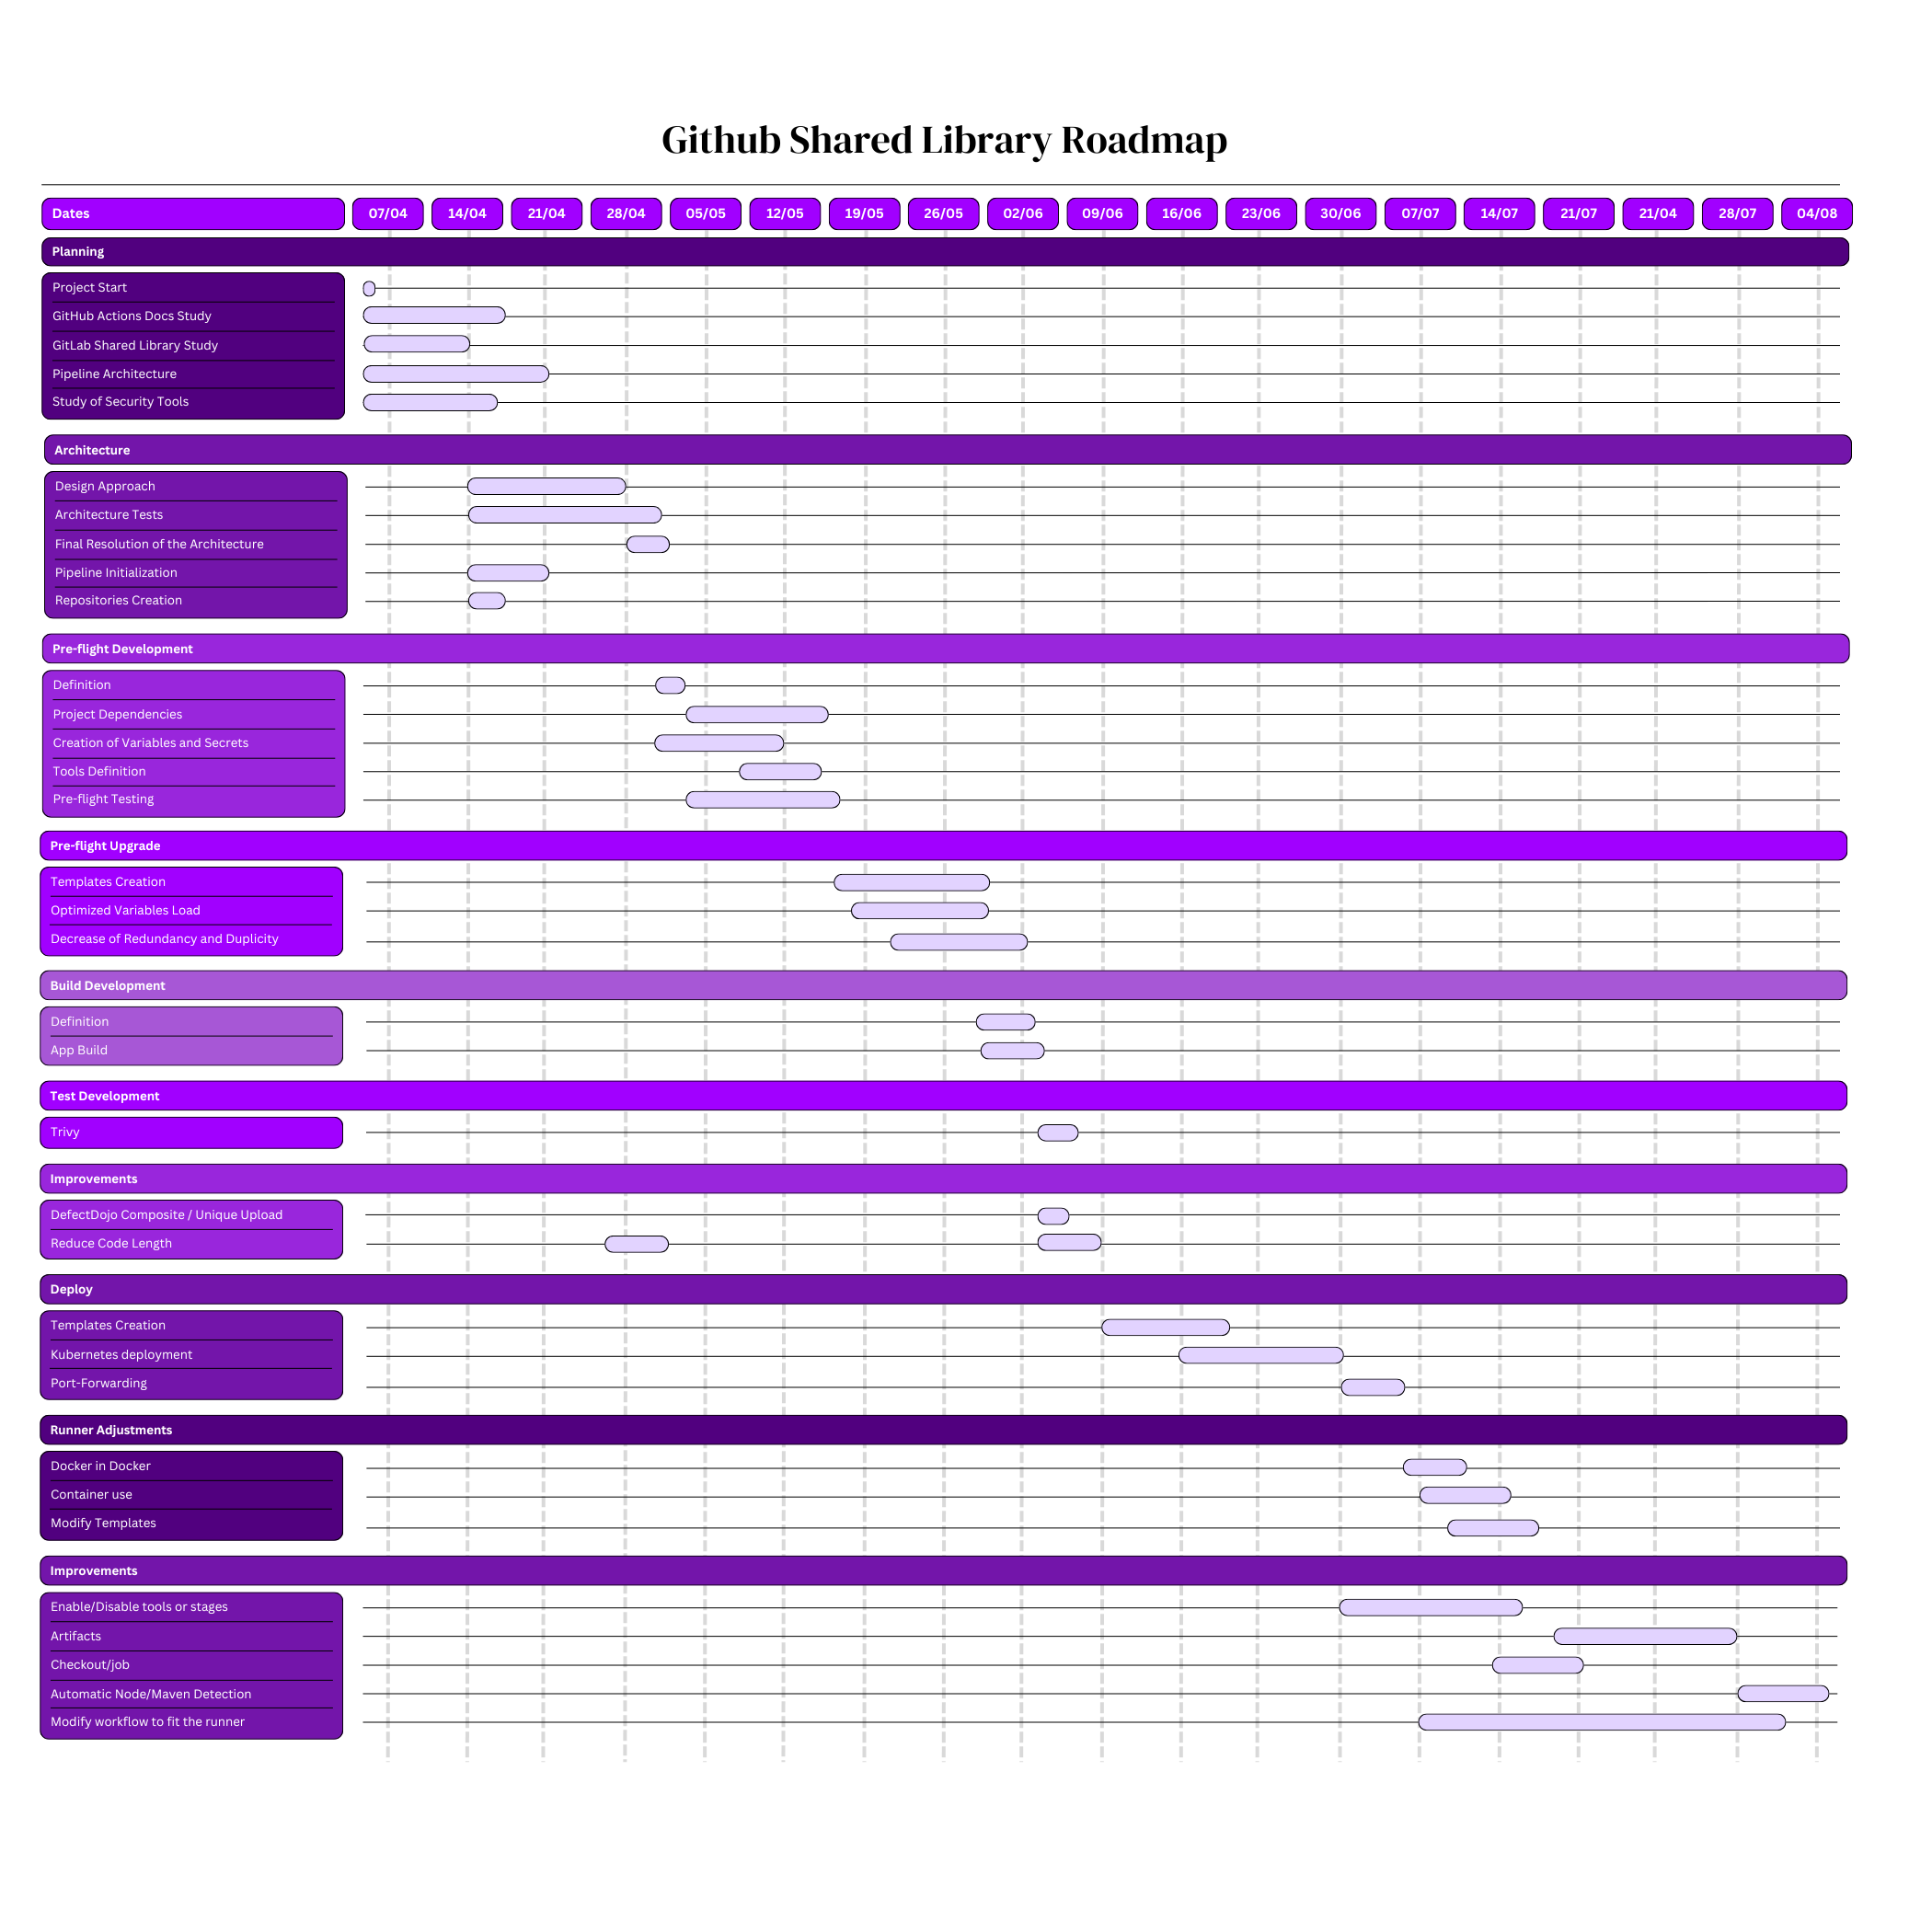 Github Shared Library Roadmap
Dates 07/04 14/04 21/04 28/04 05/05 12/05 19/05 26/05 02/06 09/06 16/06 23/06 30/06 07/07 14/07 21/07 21/04 28/07 04/08
Planning
Project Start
GitHub Actions Docs Study
GitLab Shared Library Study
Pipeline Architecture
Study of Security Tools
Architecture
Design Approach
Architecture Tests
Final Resolution of the Architecture
Pipeline Initialization
Repositories Creation
Pre-flight Development
Definition
Project Dependencies
Creation of Variables and Secrets
Tools Definition
Pre-flight Testing
Pre-flight Upgrade
Templates Creation
Optimized Variables Load
Decrease of Redundancy and Duplicity
Build Development
Definition
App Build
Test Development
Trivy
Improvements
DefectDojo Composite / Unique Upload
Reduce Code Length
Deploy
Templates Creation
Kubernetes deployment
Port-Forwarding
Runner Adjustments
Docker in Docker
Container use
Modify Templates
Improvements
Enable/Disable tools or stages
Artifacts
Checkout/job
Automatic Node/Maven Detection
Modify workflow to fit the runner